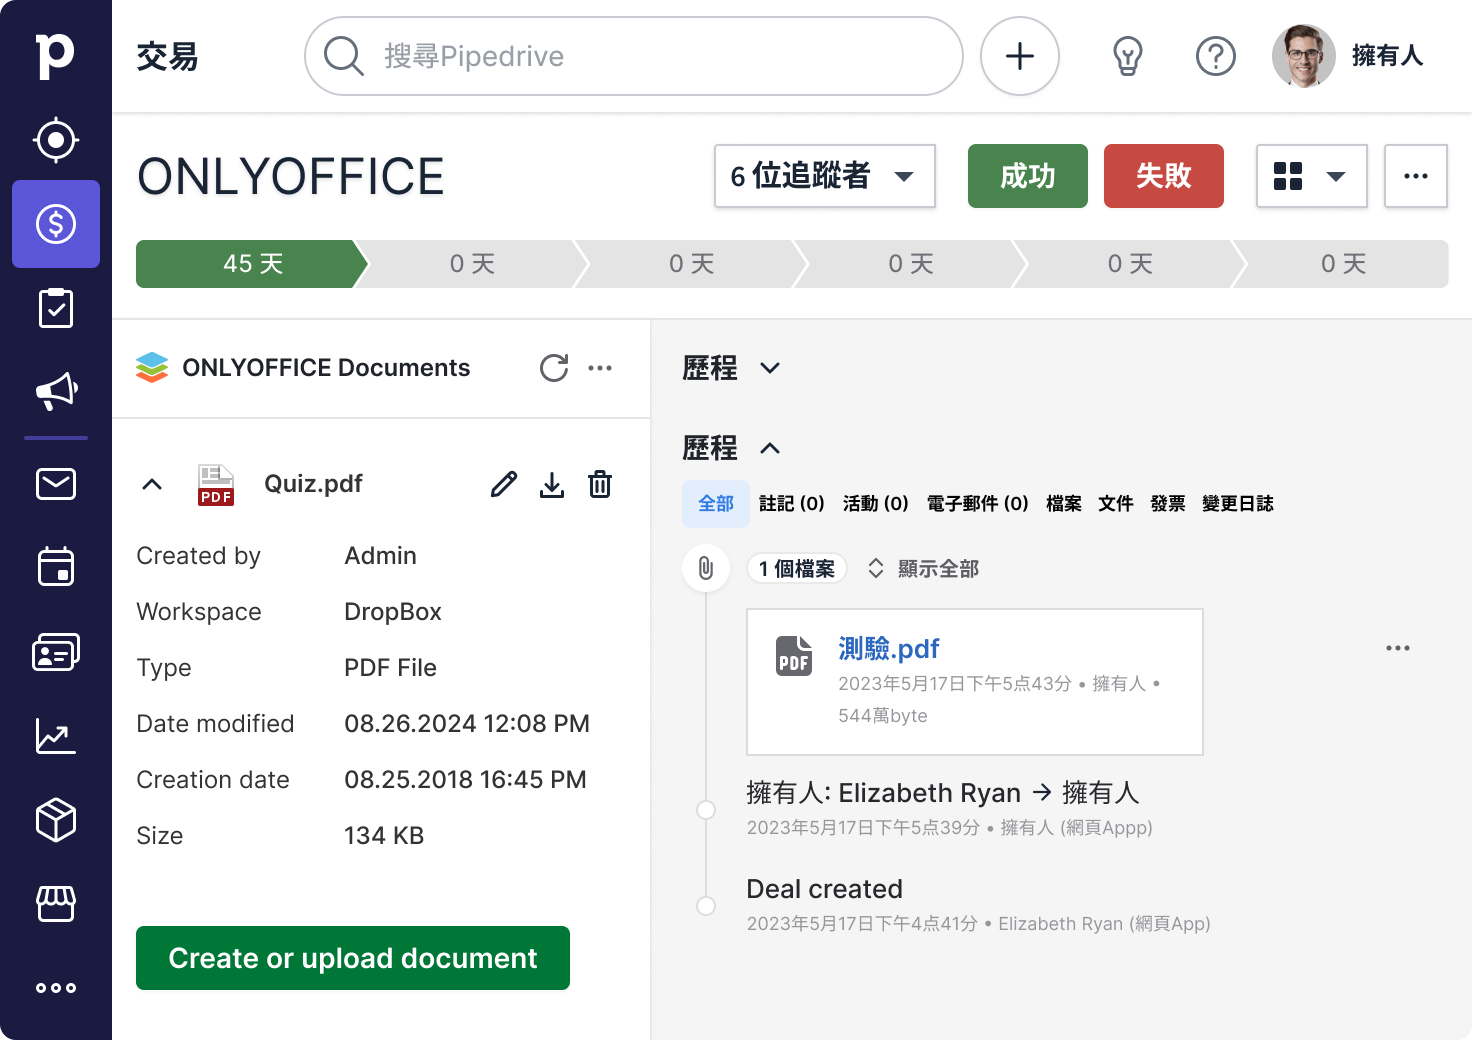 交易
搜尋Pipedrive
擁有人
ONLYOFFICE
6 位追蹤者
成功
失敗
45 天
0 天
0 天
0 天
0 天
0 天
ONLYOFFICE Documents
PDF
Quiz.pdf
Created by Admin
Workspace DropBox
Type PDF File
Date modified 08.26.2024 12:08 PM
Creation date 08.25.2018 16:45 PM
Size 134 KB
Create or upload document
歷程
歷程
全部 註記 (0) 活動 (0) 電子郵件 (0) 檔案 文件 發票 變更日誌
1 個檔案 顯示全部
PDF
測驗.pdf
2023年5月17日下午5点43分 • 擁有人 •
544萬byte
擁有人: Elizabeth Ryan → 擁有人
2023年5月17日下午5点39分 • 擁有人 (網頁Appp)
Deal created
2023年5月17日下午4点41分 • Elizabeth Ryan (網頁App)